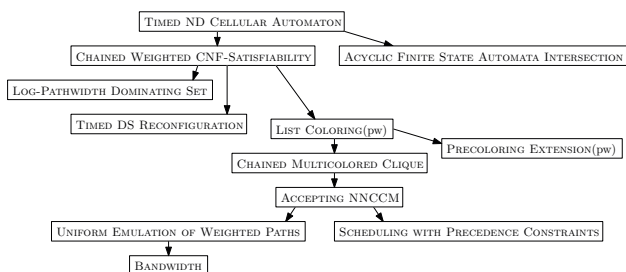 TIMED ND CELLULAR AUTOMATON
CHAINED WEIGHTED CNF-SATISFIABILITY
ACYCLIC FINITE STATE AUTOMATA INTERSECTION
LOG-PATHWIDTH DOMINATING SET
TIMED DS RECONFIGURATION
LIST COLORING(pw)
PRECOLORING EXTENSION(pw)
CHAINED MULTICOLORED CLIQUE
ACCEPTING NNCCM
UNIFORM EMULATION OF WEIGHTED PATHS
SCHEDULING WITH PRECEDENCE CONSTRAINTS
BANDWIDTH